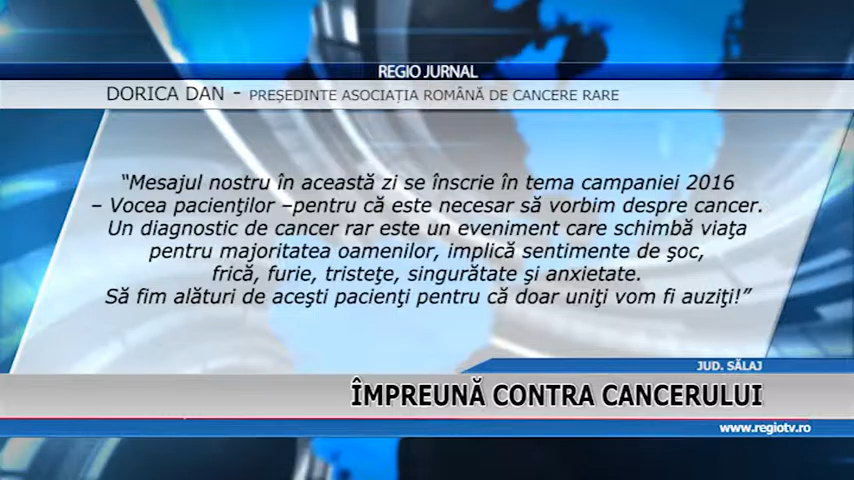 REGIO JURNAL
DORICA DAN - PREȘEDINTE ASOCIAȚIA ROMÂNĂ DE CANCERE RARE
“Mesajul nostru în această zi se înscrie în tema campaniei 2016
– Vocea pacienţilor –pentru că este necesar să vorbim despre cancer.
Un diagnostic de cancer rar este un eveniment care schimbă viaţa
pentru majoritatea oamenilor, implică sentimente de şoc,
frică, furie, tristeţe, singurătate şi anxietate.
Să fim alături de aceşti pacienţi pentru că doar uniţi vom fi auziţi!”
JUD. SĂLAJ
ÎMPREUNĂ CONTRA CANCERULUI
www.regiotv.ro